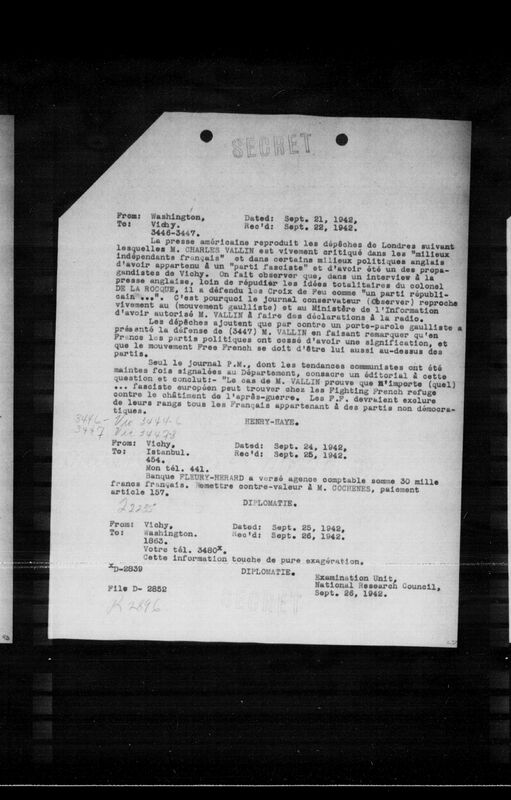 SECRET
From: Washington, Dated: Sept. 21, 1942,
To: Vichy. Rec'd: Sept. 22, 1942.
3446-3447.
La presse américaine reproduit les dépêches de Londres suivant
lesquelles M. CHARLES VALLIN est vivement critiqué dans les "milieux
indépendants français" et dans certains milieux politiques anglais
d'avoir appartenu à un "parti fasciste" et d'avoir été un des propa-
gandistes de Vichy. On fait observer que, dans un interview à la
presse anglaise, loin de répudier les idées totalitaires du colonel
DE LA ROCQUE, il a défendu les Croix de Feu comme "un parti républi-
cain ...". C'est pourquoi le journal conservateur (Observer) reproche
vivement au (mouvement gaulliste) et au Ministère de l'Information
d'avoir autorisé M. VALLIN à faire des déclarations à la radio.
Les dépêches ajoutent que par contre un porte-parole gaulliste a
présenté la défense de (3447) M. VALLIN en faisant remarquer qu'en
France les partis politiques ont cessé d'avoir une signification, et
que le mouvement Free French se doit d'être lui aussi au-dessus des
partis.
Seul le journal P.M., dont les tendances communistes ont été
maintes fois signalées au Département, consacre un éditorial à cette
question et conclut:- "Le cas de M. VALLIN prouve que n'importe (quel)
... fasciste européen peut trouver chez les Fighting French refuge
contre le châtiment de l'après-guerre. Les F.F. devraient exclure
de leurs rangs tous les Français appartenant à des partis non démocra-
tiques.
HENRY-HAYE.
3446-
3447
From: Vichy, Dated: Sept. 24, 1942,
To: Istanbul. Rec'd: Sept. 25, 1942.
454.
Mon tél. 441.
Banque FLEURY-HERARD a versé agence comptable somme 30 mille
francs français. Remettre contre-valeur à M. COCHENES, paiement
article 157.
DIPLOMATIE.
From: Vichy, Dated: Sept. 25, 1942,
To: Washington. Rec'd: Sept. 26, 1942.
1863.
Votre tél. 3480x.
Cette information touche de pure exagération.
xD-2839
DIPLOMATIE.
Examination Unit,
National Research Council,
Sept. 26, 1942.
File D- 2852
K 2896
SECRET